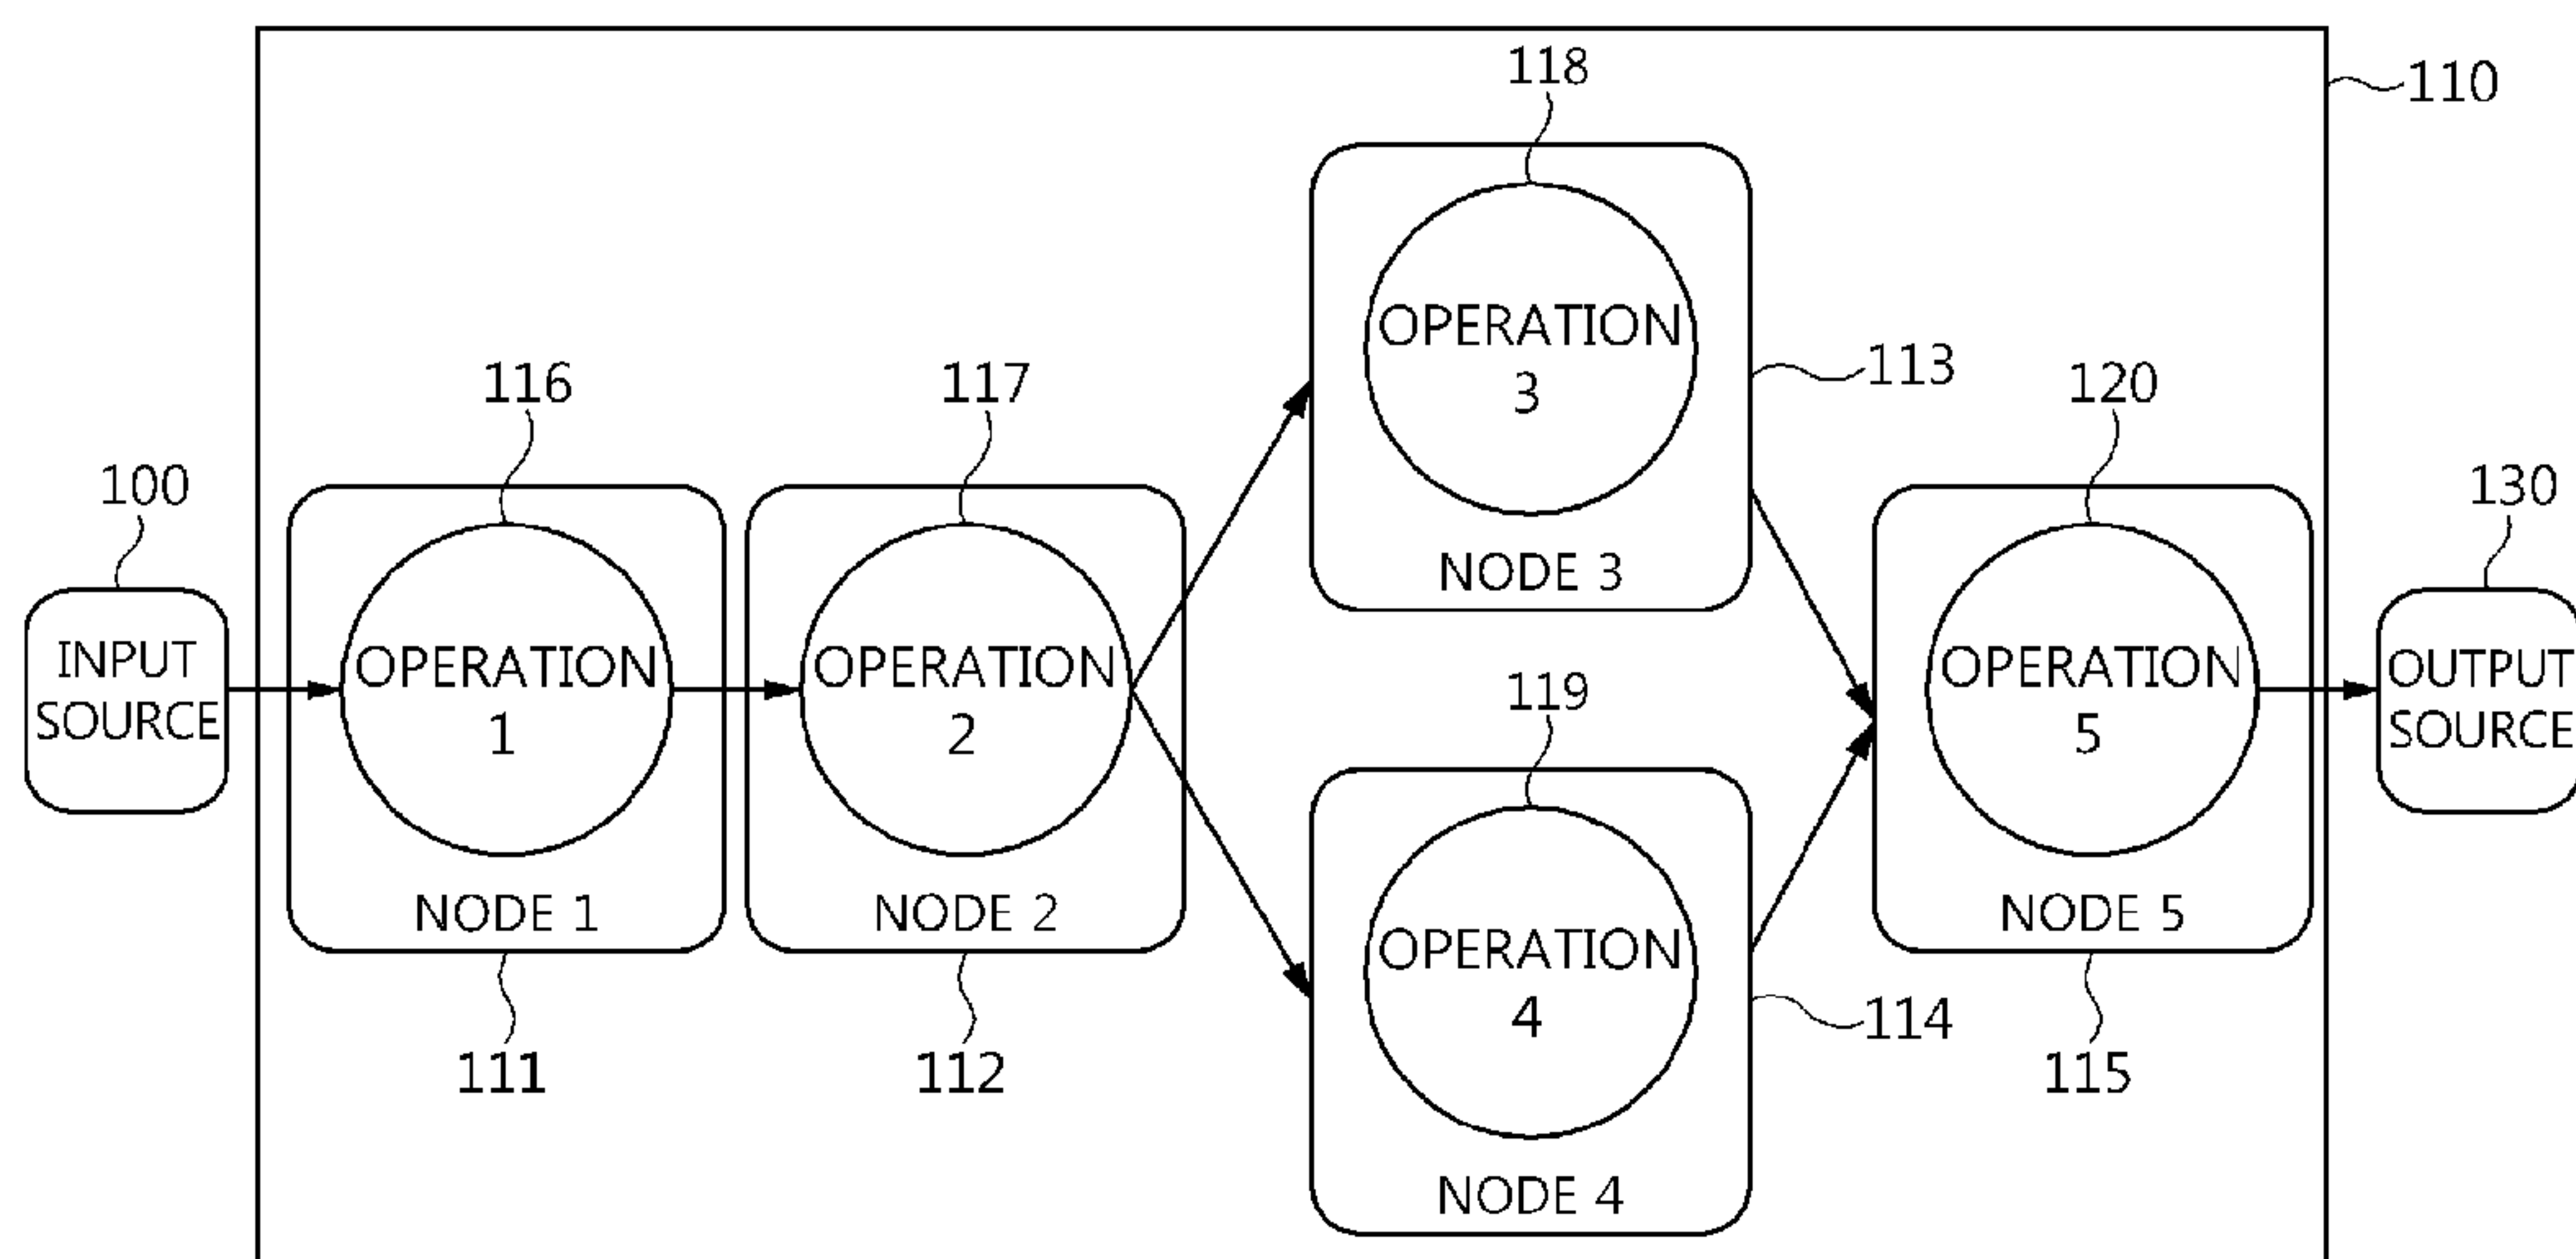 118
110
OPERATION
3
113
NODE 3
116
117
120
100
130
INPUT
SOURCE
OPERATION
1
OPERATION
2
OPERATION
5
OUTPUT
SOURCE
119
NODE 1
NODE 2
NODE 5
OPERATION
4
114
111
112
115
NODE 4